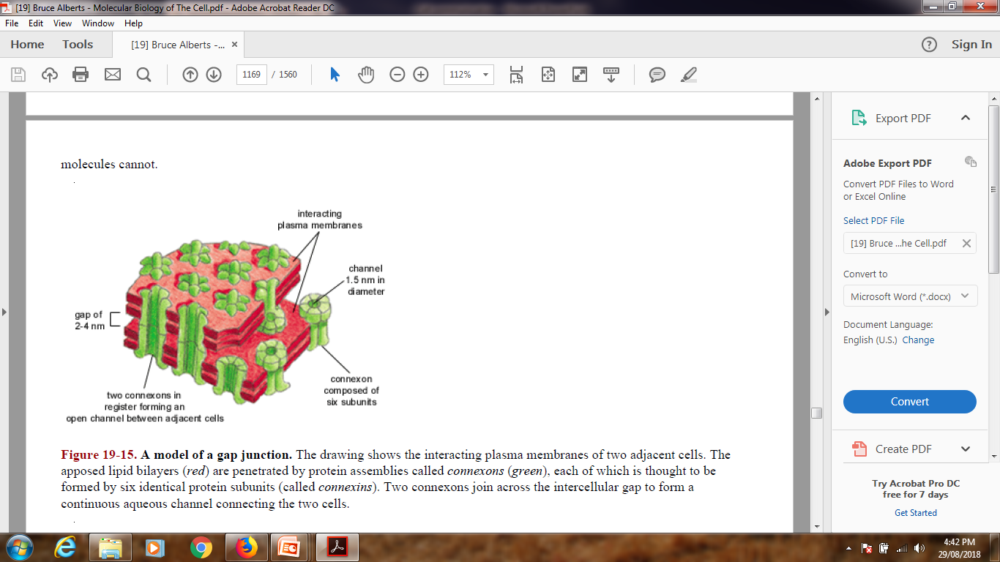 [19] Bruce Alberts - Molecular Biology of The Cell.pdf - Adobe Acrobat Reader DC
File Edit View Window Help
Home Tools [19] Bruce Alberts -... × Sign In
1169 / 1560 112%
molecules cannot.
interacting
plasma membranes
channel
1.5 nm in
diameter
gap of
2-4 nm
connexon
composed of
six subunits
two connexons in
register forming an
open channel between adjacent cells
Figure 19-15. A model of a gap junction. The drawing shows the interacting plasma membranes of two adjacent cells. The
apposed lipid bilayers (red) are penetrated by protein assemblies called connexons (green), each of which is thought to be
formed by six identical protein subunits (called connexins). Two connexons join across the intercellular gap to form a
continuous aqueous channel connecting the two cells.
Export PDF
Adobe Export PDF
Convert PDF Files to Word
or Excel Online
Select PDF File
[19] Bruce ...he Cell.pdf
Convert to
Microsoft Word (*.docx)
Document Language:
English (U.S.) Change
Convert
Create PDF
Try Acrobat Pro DC
free for 7 days
Get Started
4:42 PM
29/08/2018